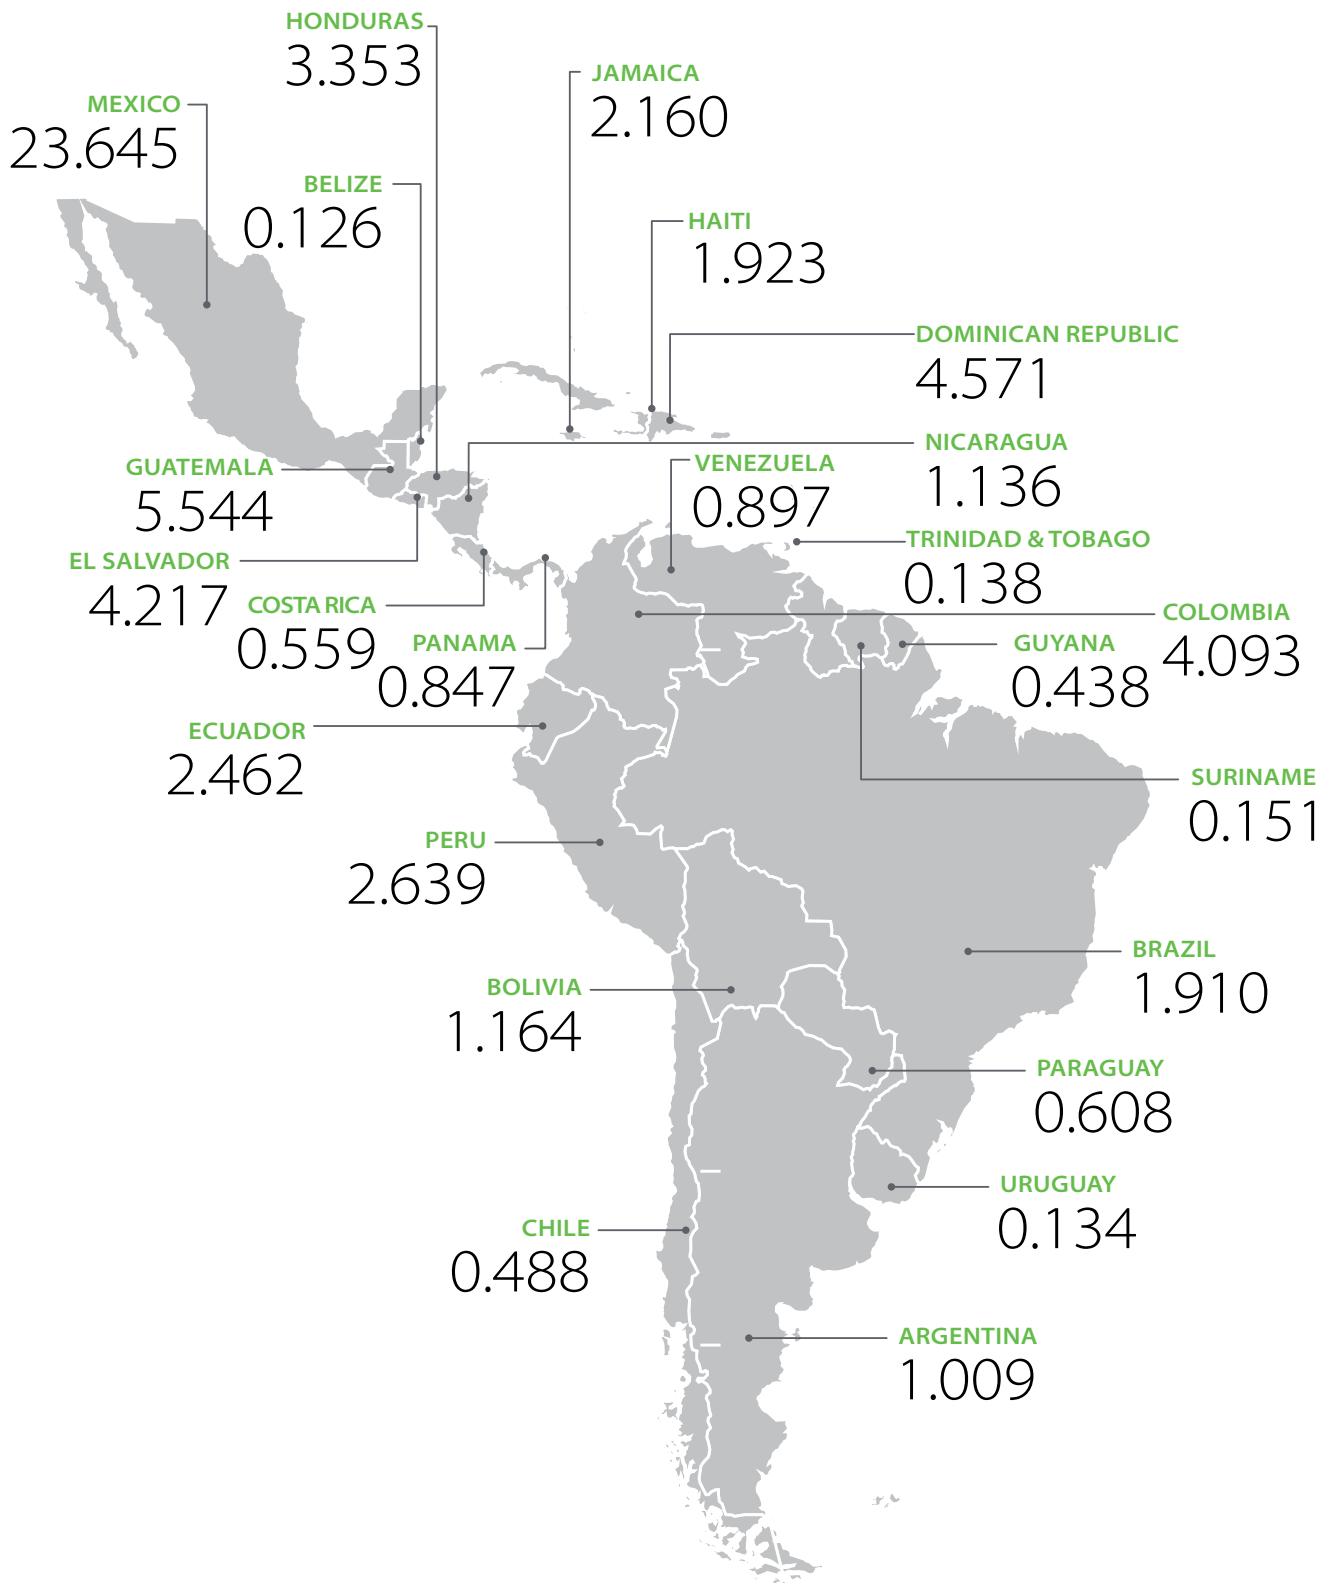 HONDURAS
3.353
JAMAICA
2.160
MEXICO
23.645
BELIZE
0.126
HAITI
1.923
DOMINICAN REPUBLIC
4.571
NICARAGUA
1.136
GUATEMALA
5.544
VENEZUELA
0.897
TRINIDAD & TOBAGO
0.138
EL SALVADOR
4.217
COSTA RICA
0.559
PANAMA
0.847
COLOMBIA
4.093
GUYANA
0.438
ECUADOR
2.462
SURINAME
0.151
PERU
2.639
BRAZIL
1.910
BOLIVIA
1.164
PARAGUAY
0.608
URUGUAY
0.134
CHILE
0.488
ARGENTINA
1.009